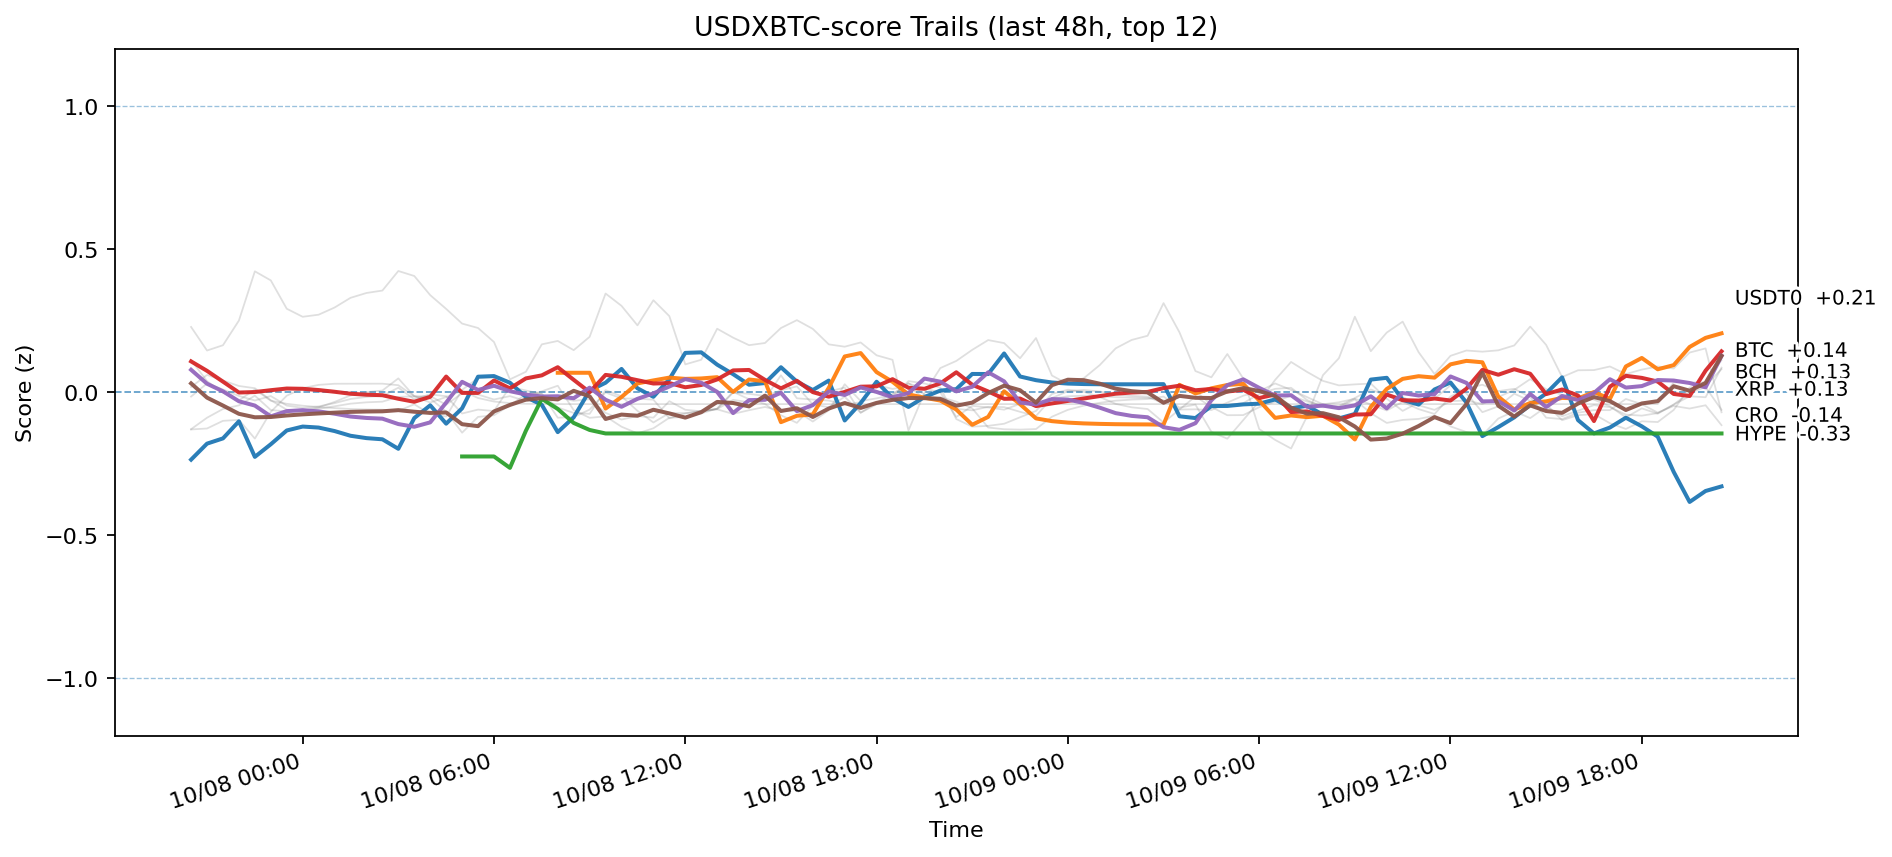 USDXBTC-score Trails (last 48h, top 12)
Score (z)
1.0
0.5
0.0
−0.5
−1.0
USDT0 +0.21
BTC +0.14
BCH +0.13
XRP +0.13
CRO -0.14
HYPE -0.33
10/08 00:00
10/08 06:00
10/08 12:00
10/08 18:00
10/09 00:00
10/09 06:00
10/09 12:00
10/09 18:00
Time